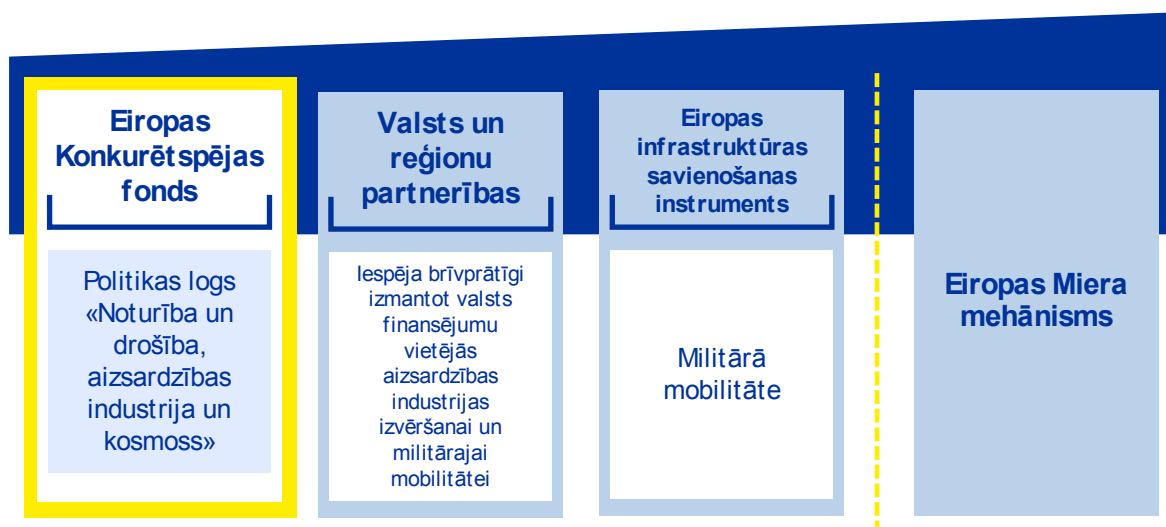 Eiropas
Konkurētspējas
fonds
Politikas logs
«Noturība un
drošība,
aizsardzības
industrija un
kosmoss»
Valsts un
reģionu
partnerības
Iespēja brīvprātīgi
izmantot valsts
finansējumu
vietējās
aizsardzības
industrijas
izvēršanai un
militārajai
mobilitātei
Eiropas
infrastruktūras
savienošanas
instruments
Militārā
mobilitāte
Eiropas Miera
mehānisms